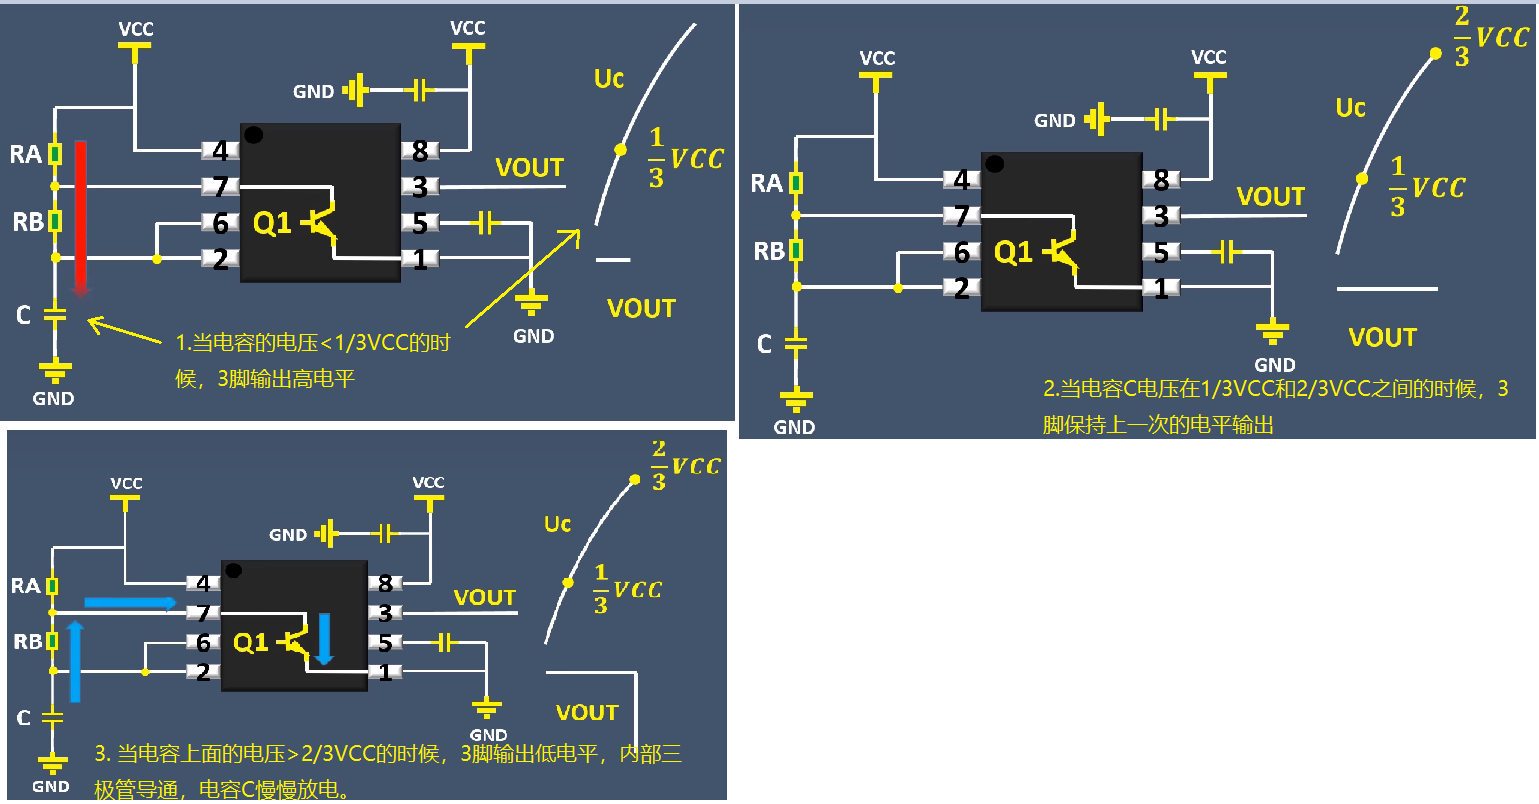 VCC
VCC
GND
Uc
RA
4
8
1/3 VCC
7
3
VOUT
RB
6
Q1
5
2
1
C
VOUT
GND
1.当电容的电压<1/3VCC的时
候，3脚输出高电平
GND
2/3 VCC
VCC
VCC
GND
Uc
RA
4
8
1/3 VCC
7
3
VOUT
RB
6
Q1
5
2
1
C
VOUT
GND
2.当电容C电压在1/3VCC和2/3VCC之间的时候，3
脚保持上一次的电平输出
GND
2/3 VCC
VCC
VCC
GND
Uc
RA
4
8
1/3 VCC
7
3
VOUT
RB
6
Q1
5
2
1
C
VOUT
GND
3. 当电容上面的电压>2/3VCC的时候，3脚输出低电平，内部三
极管导通，电容C慢慢放电。
GND